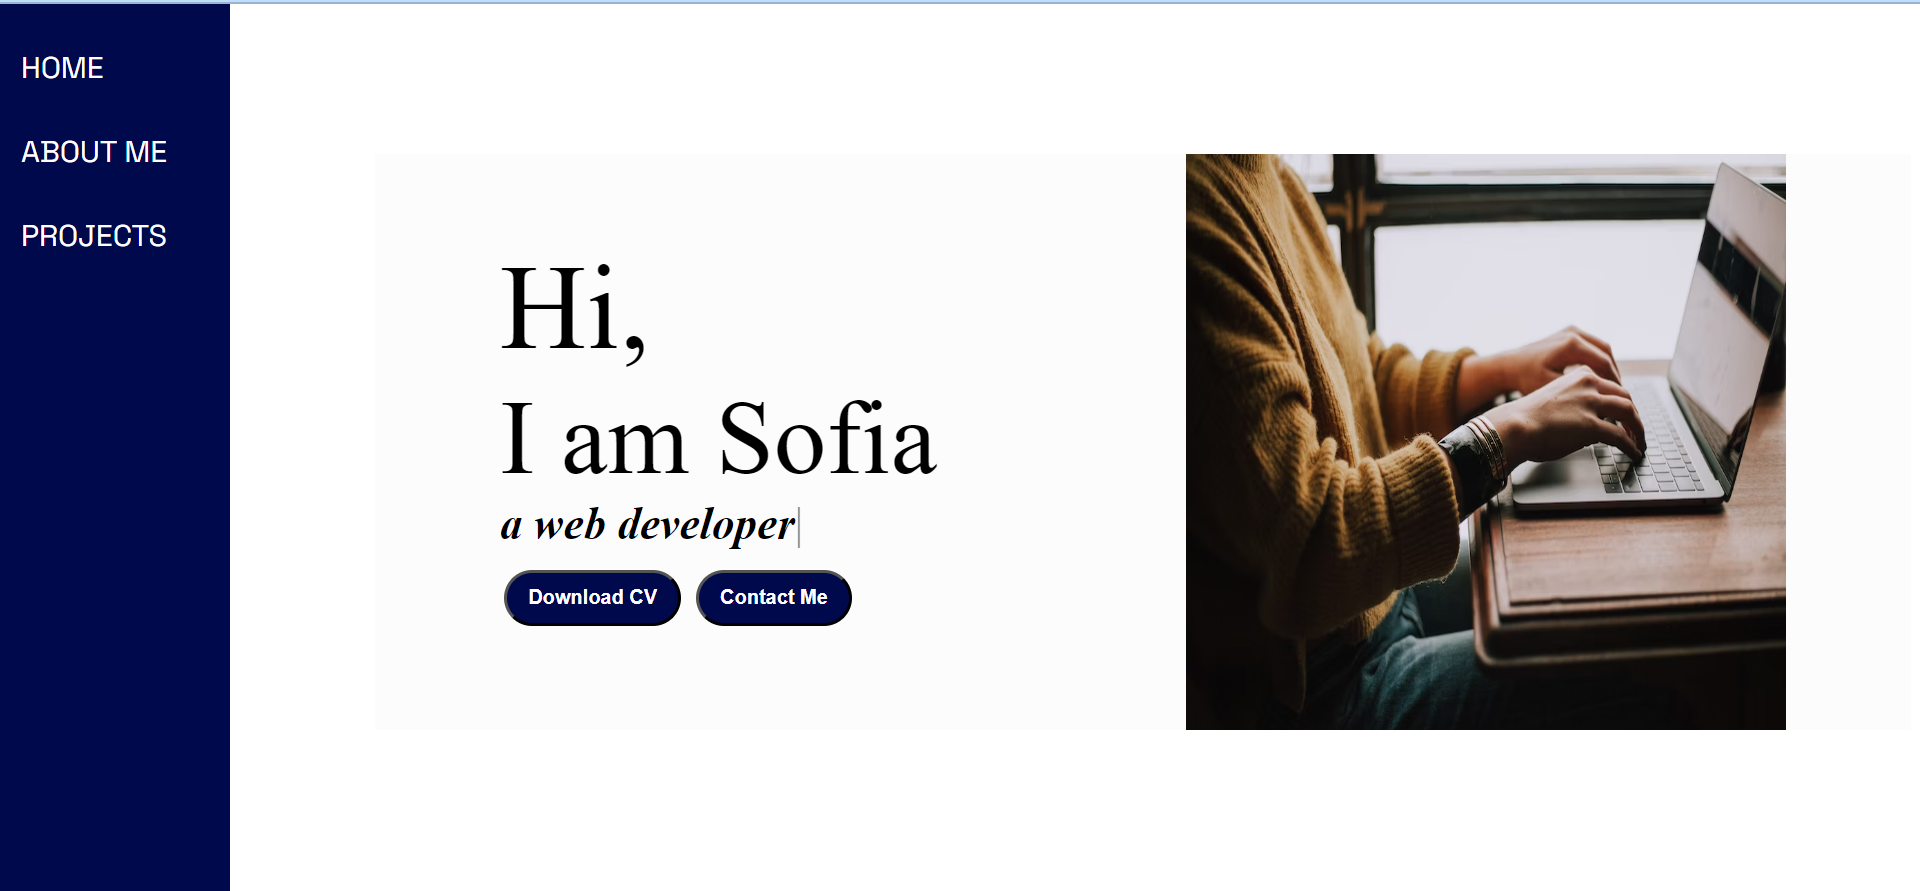 HOME
ABOUT ME
PROJECTS
Hi,
I am Sofia
a web developer
Download CV
Contact Me